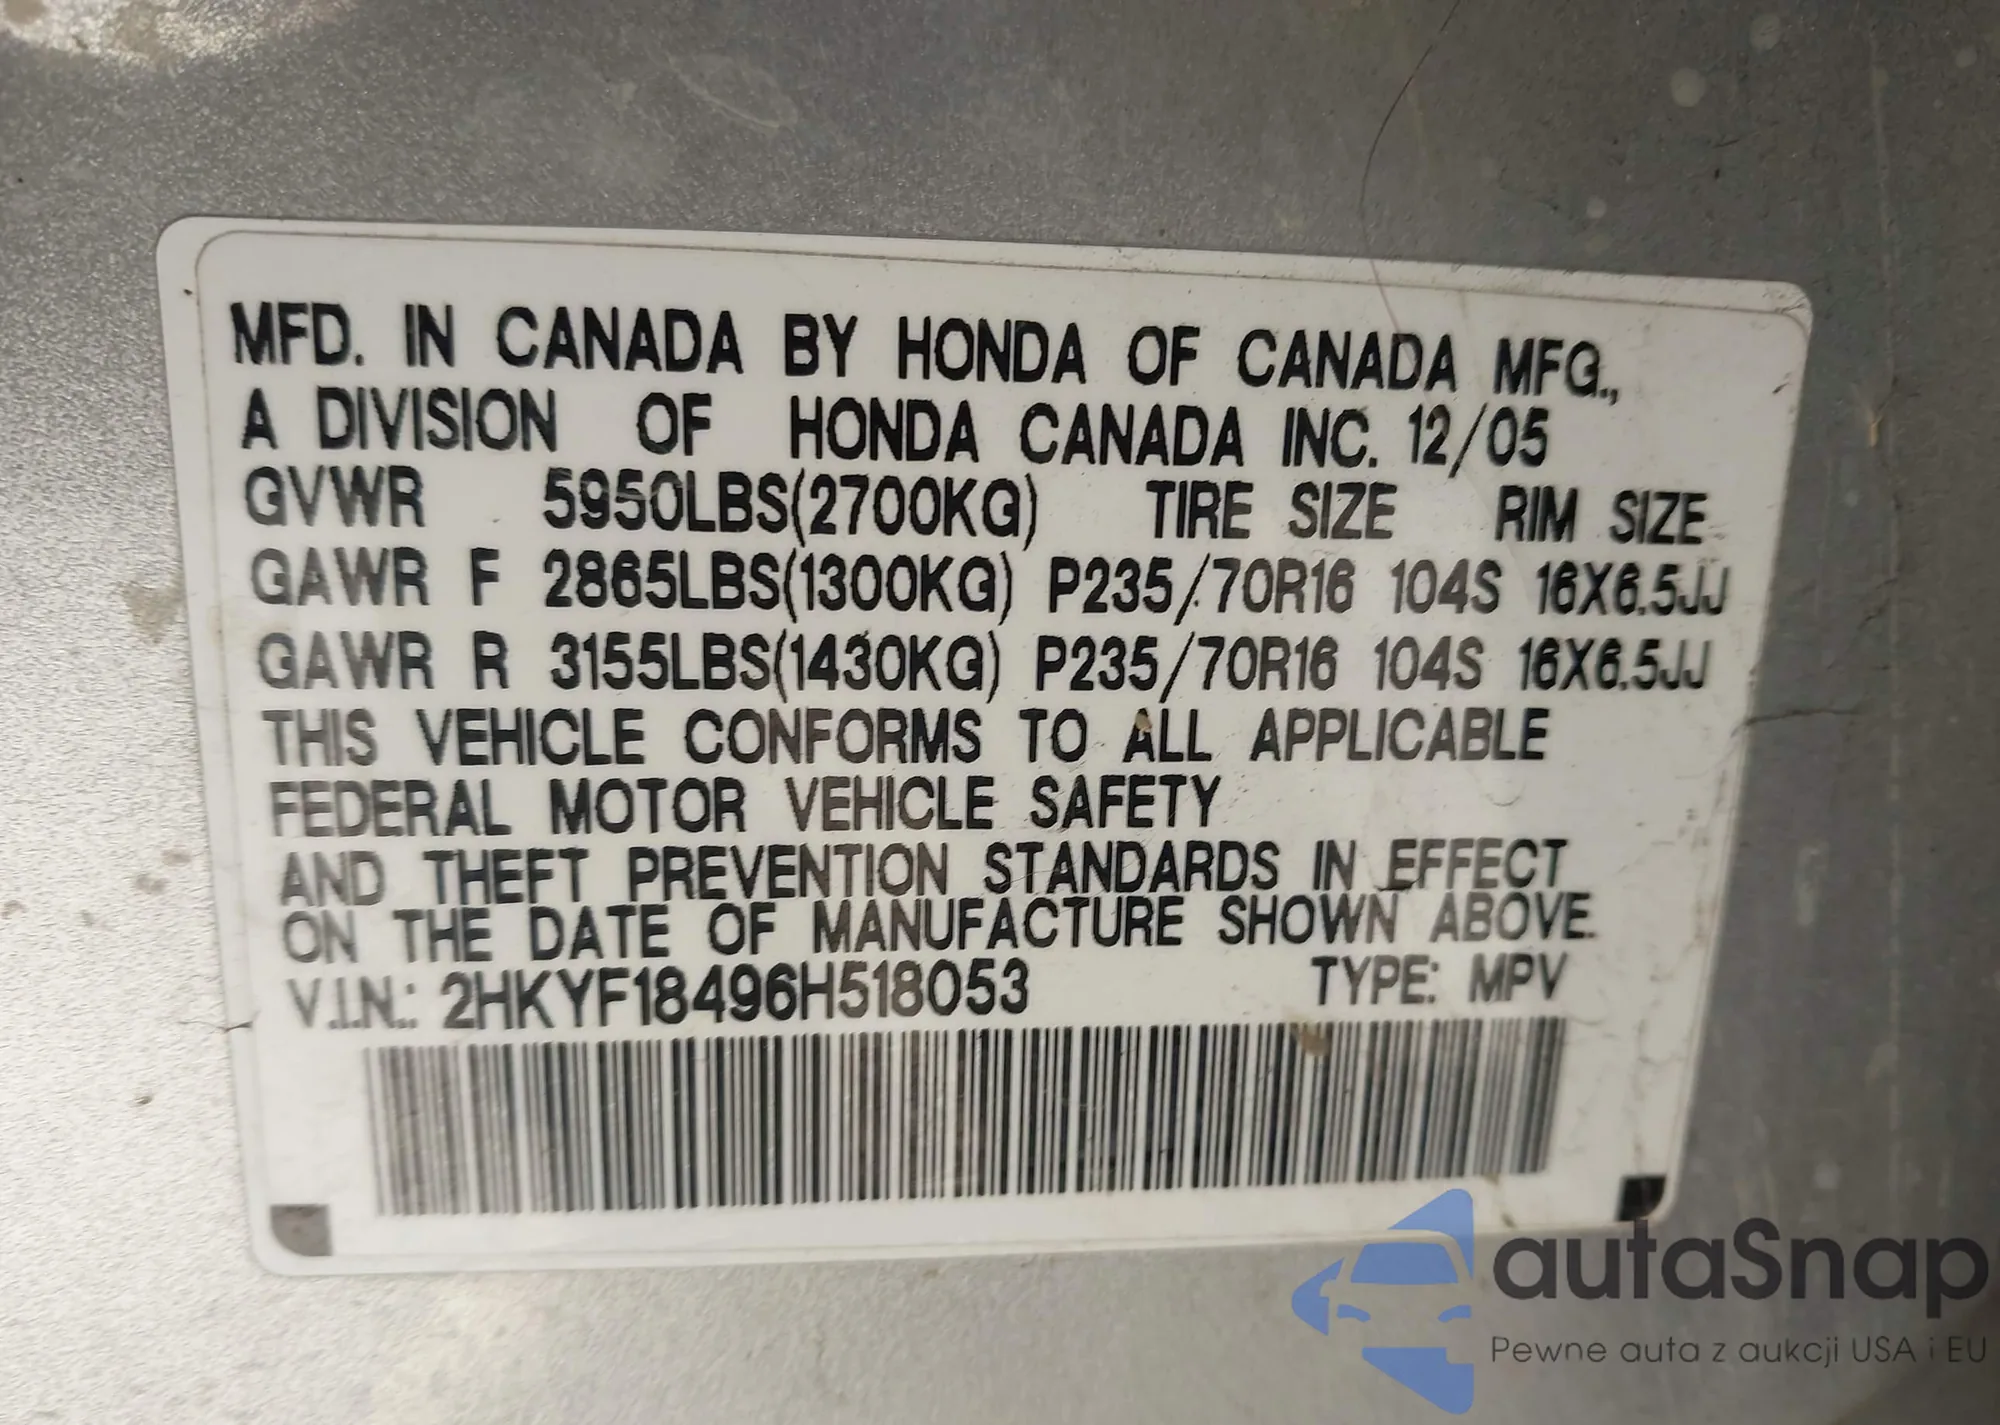 MFD. IN CANADA BY HONDA OF CANADA MFG.,
A DIVISION OF HONDA CANADA INC. 12/05
GVWR 5950LBS(2700KG) TIRE SIZE RIM SIZE
GAWR F 2865LBS(1300KG) P235/70R16 104S 16X6.5JJ
GAWR R 3155LBS(1430KG) P235/70R16 104S 16X6.5JJ
THIS VEHICLE CONFORMS TO ALL APPLICABLE
FEDERAL MOTOR VEHICLE SAFETY
AND THEFT PREVENTION STANDARDS IN EFFECT
ON THE DATE OF MANUFACTURE SHOWN ABOVE.
V.I.N.: 2HKYF18496H518053 TYPE: MPV
autaSnap
Pewne auta z aukcji USA i EU